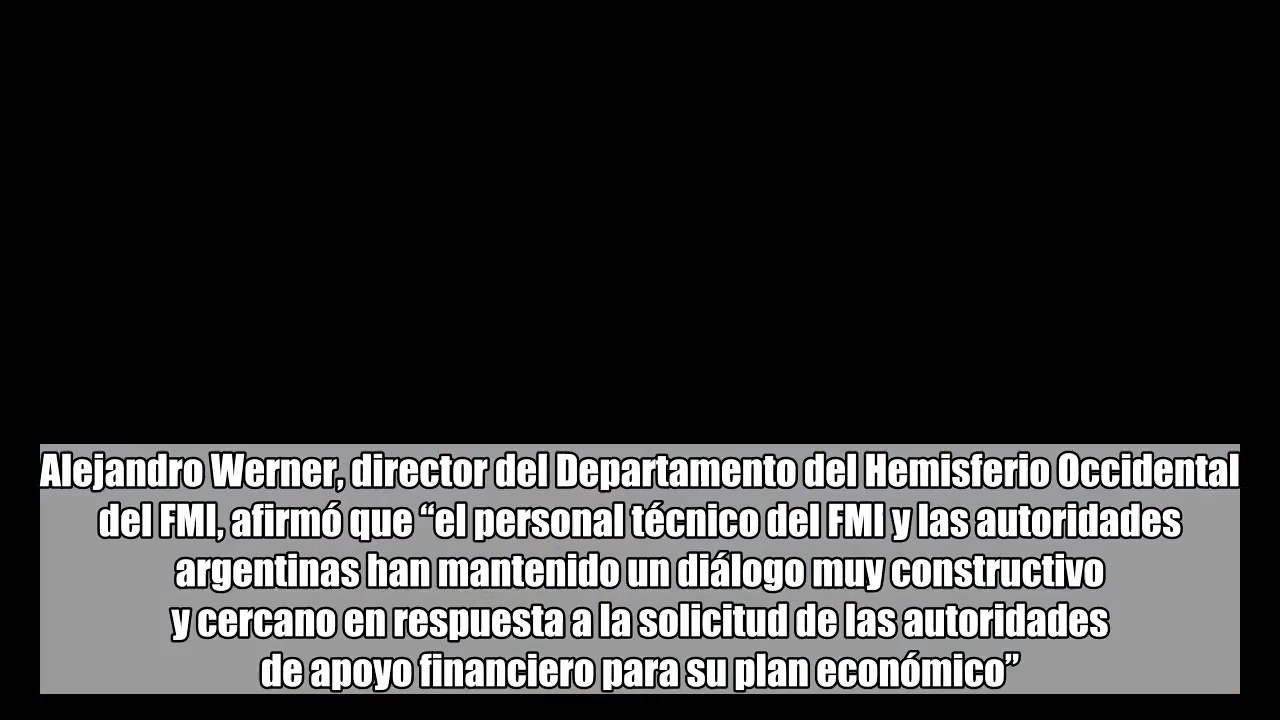 Alejandro Werner, director del Departamento del Hemisferio Occidental
del FMI, afirmó que “el personal técnico del FMI y las autoridades
argentinas han mantenido un diálogo muy constructivo
y cercano en respuesta a la solicitud de las autoridades
de apoyo financiero para su plan económico”